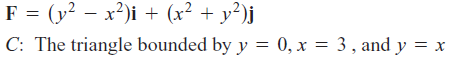 F = (y² − x²)i + (x² + y²)j
C: The triangle bounded by y = 0, x = 3 , and y = x